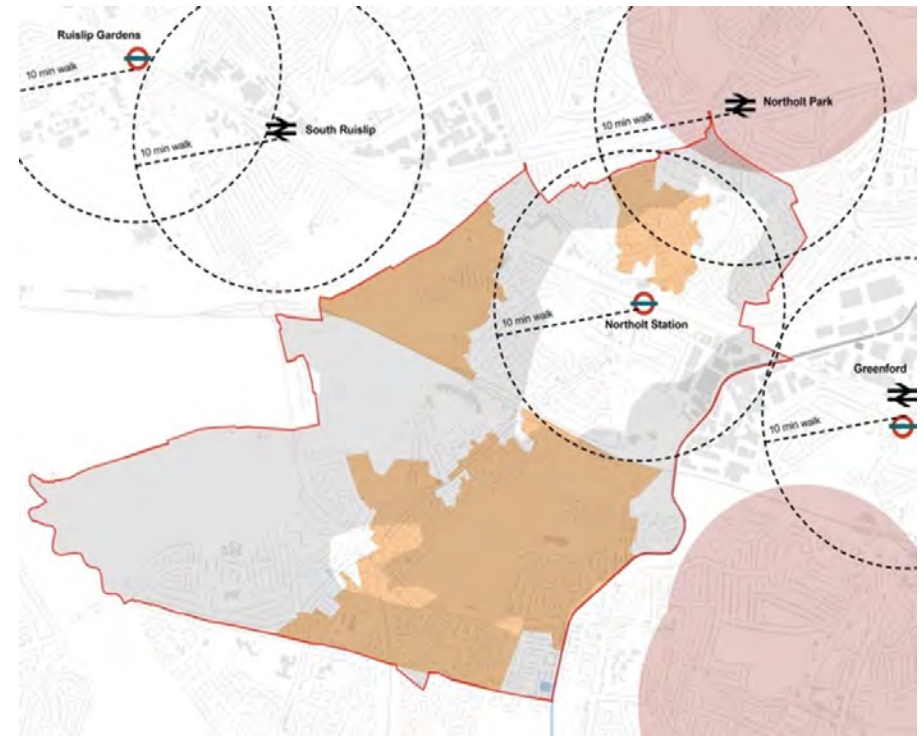 Ruislip Gardens
10 min walk
South Ruislip
10 min walk
Northolt Park
10 min walk
10 min walk
Northolt Station
Greenford
10 min walk